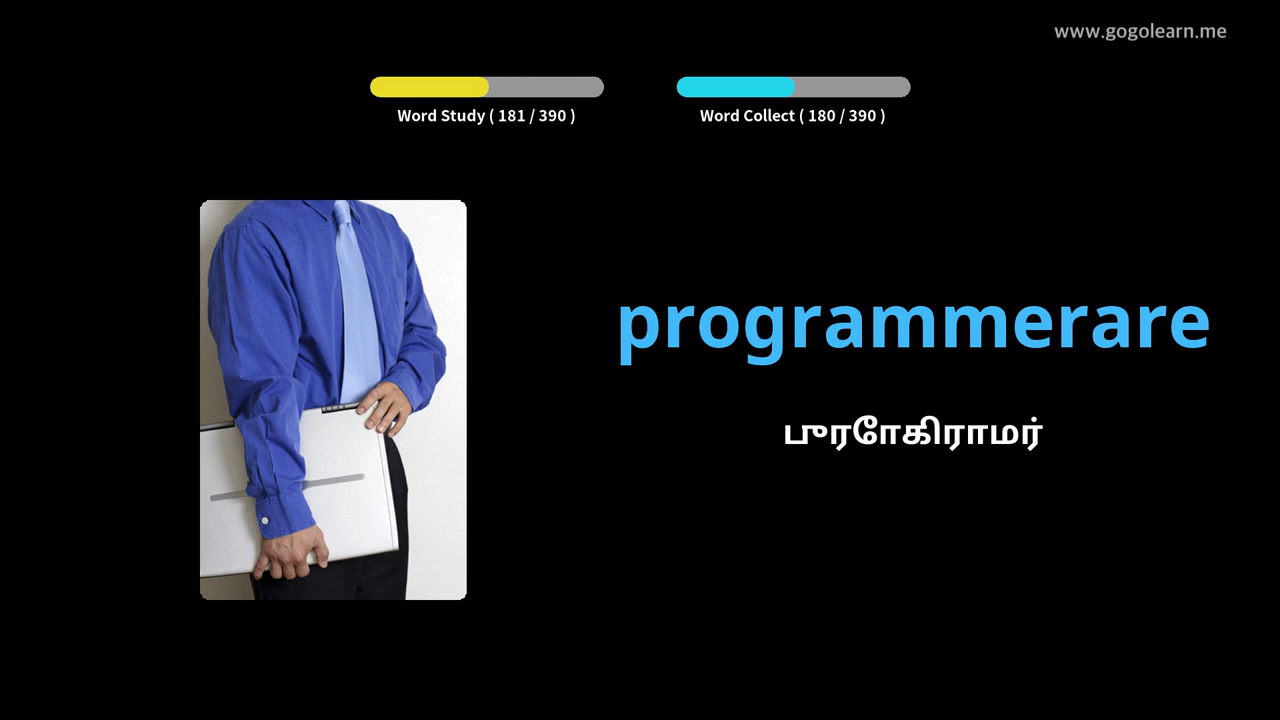 www.gogolearn.me
Word Study ( 181 / 390 )
Word Collect ( 180 / 390 )
programmerare
புரோகிராமர்